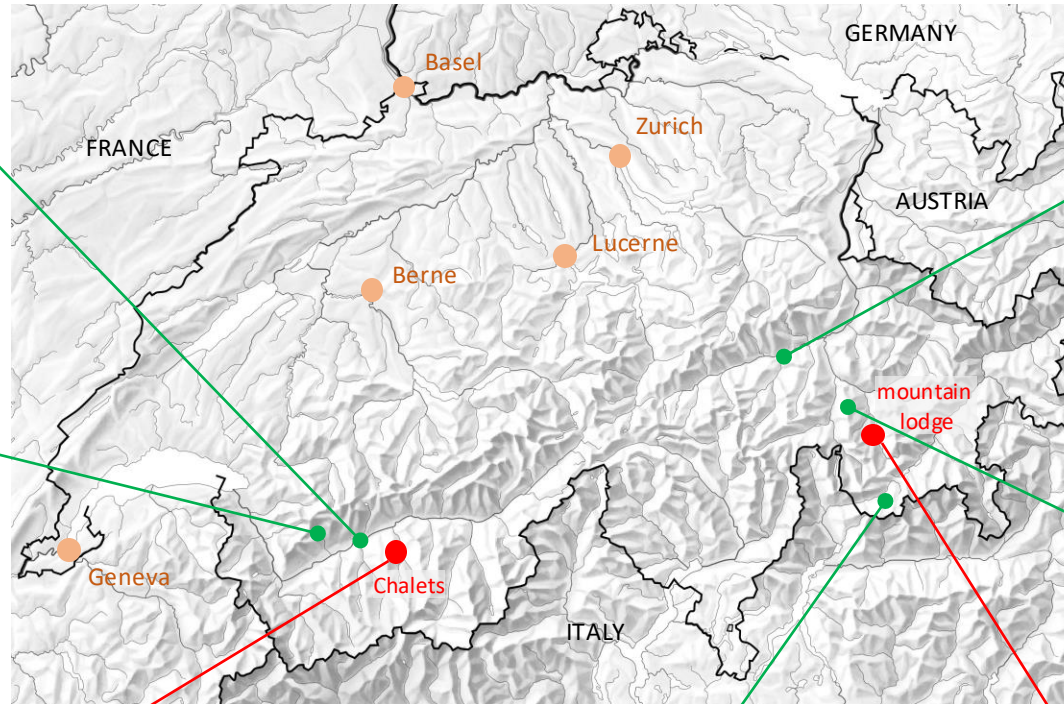 GERMANY
Basel
Zurich
FRANCE
AUSTRIA
Lucerne
Berne
mountain
lodge
Geneva
Chalets
ITALY